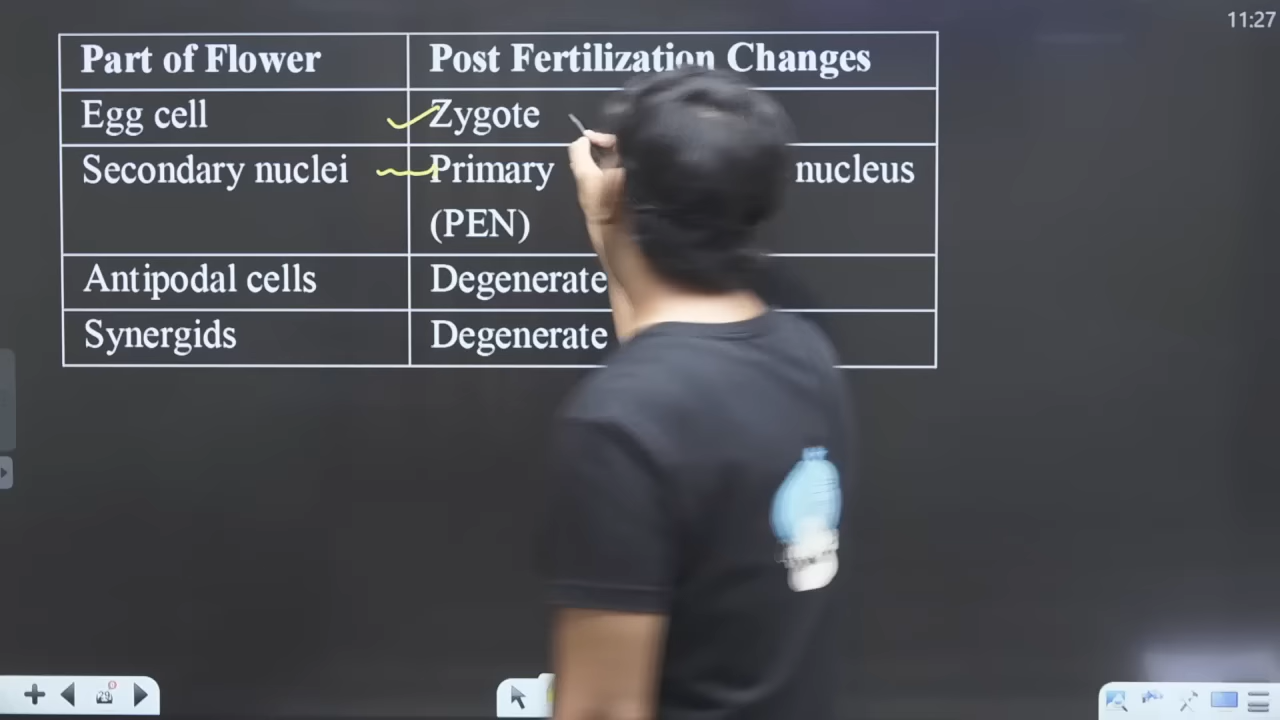 11:27
Part of Flower Post Fertilization Changes
Egg cell Zygote
Secondary nuclei Primary nucleus
(PEN)
Antipodal cells Degenerate
Synergids Degenerate
29